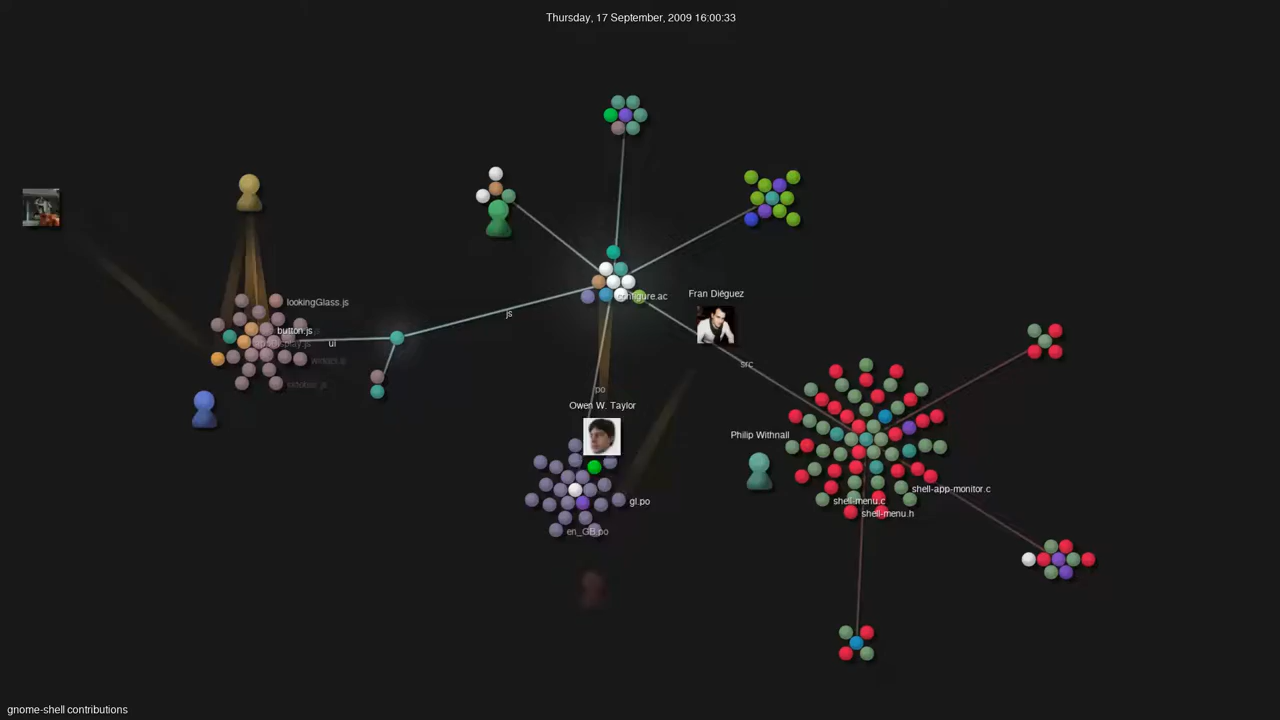 Thursday, 17 September, 2009 16:00:33
lookingGlass.js
button.js
ui
js
configure.ac
Fran Diéguez
src
po
Owen W. Taylor
Philip Withnall
gl.po
en_GB.po
shell-app-monitor.c
shell-menu.c
shell-menu.h
gnome-shell contributions